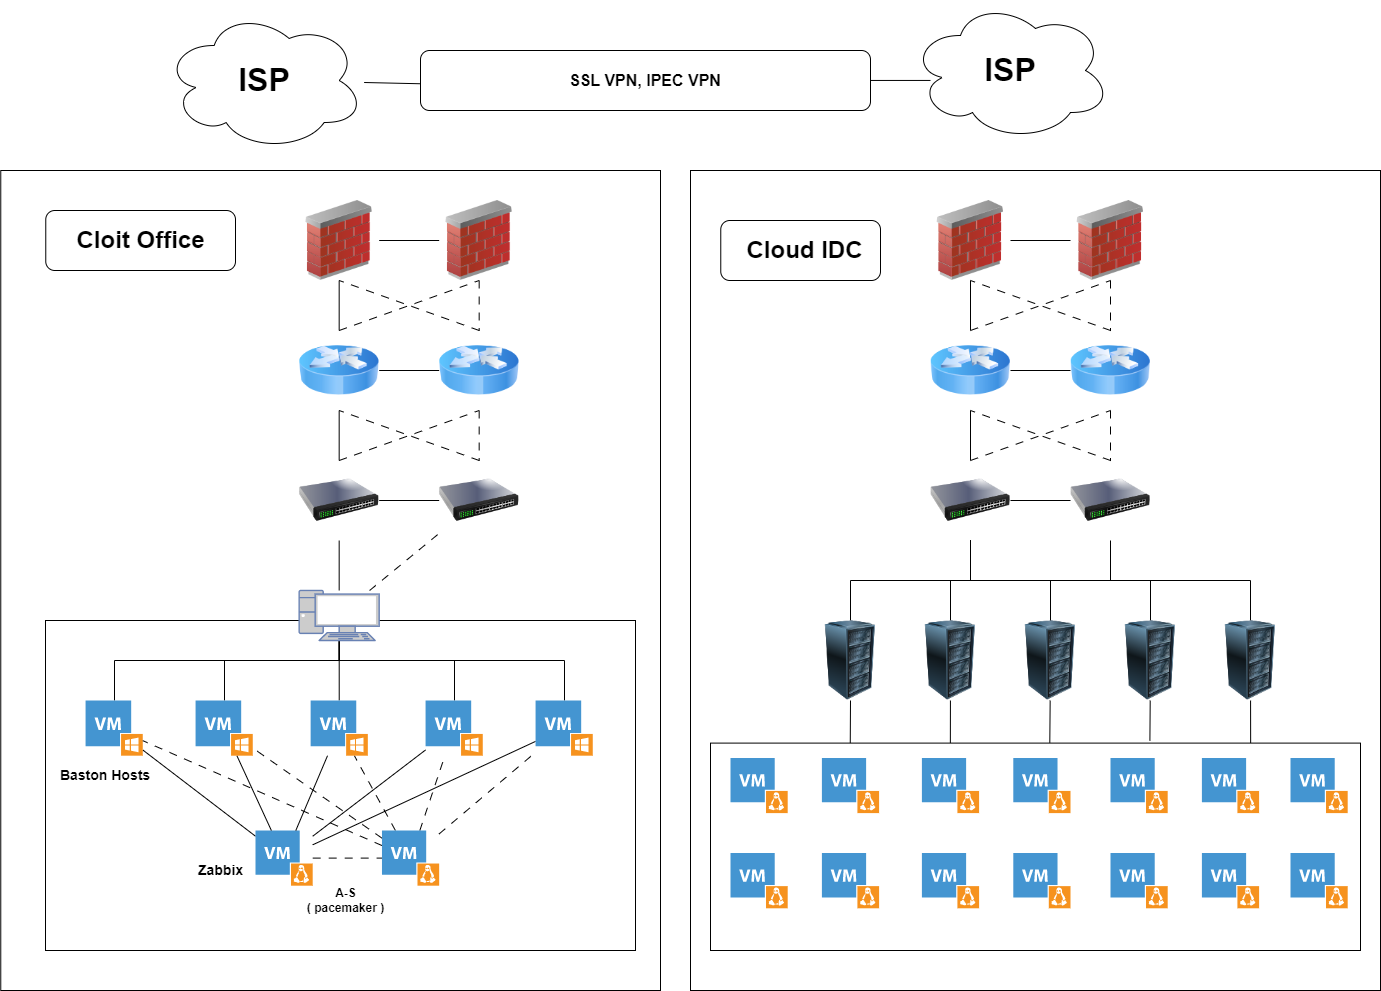 ISP
SSL VPN, IPEC VPN
ISP
Cloit Office
Cloud IDC
VM
VM
VM
VM
VM
Baston Hosts
VM
VM
Zabbix
A-S
( pacemaker )
VM
VM
VM
VM
VM
VM
VM
VM
VM
VM
VM
VM
VM
VM